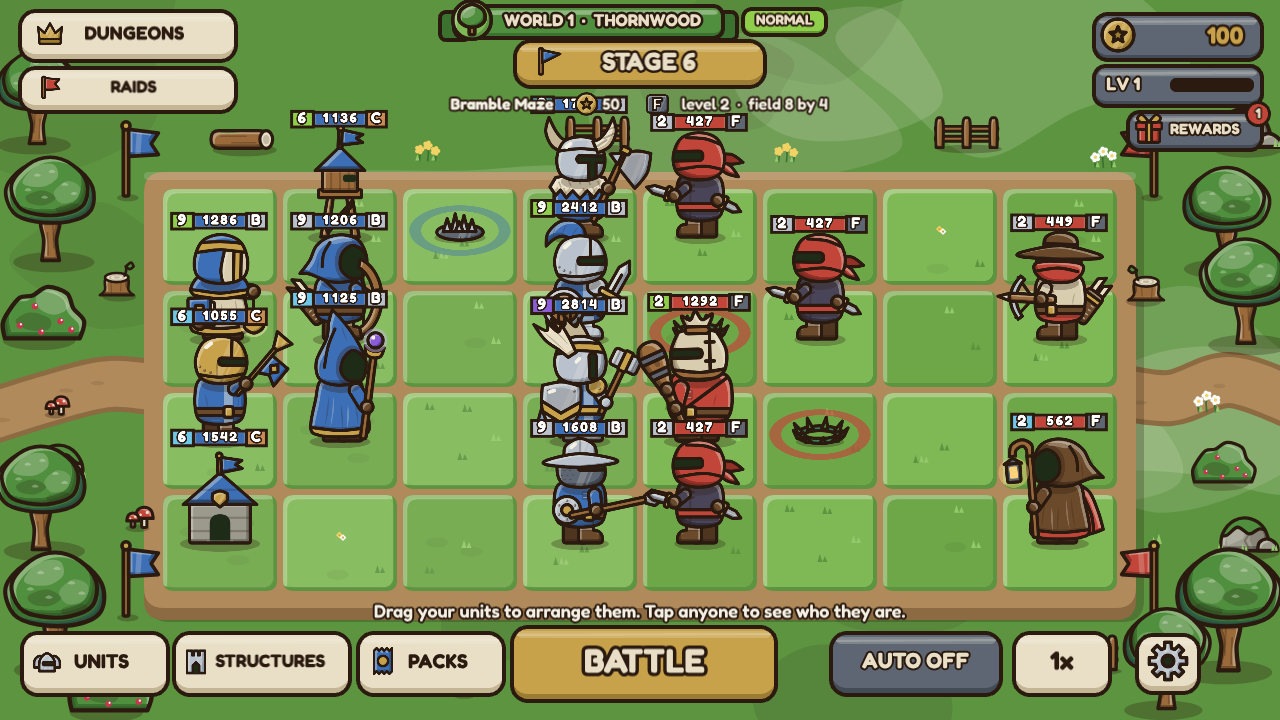 DUNGEONS
RAIDS
WORLD 1 • THORNWOOD
NORMAL
STAGE 6
Bramble Maze
50
F level 2 · field 8 by 4
100
LV 1
REWARDS
1
6 1136 C
2 427 F
9 1286 B
9 1206 B
9 2412 B
2 427 F
2 449 F
6 1055 C
9 1125 B
9 2814 B
2 1292 F
6 1542 C
9 1608 B
2 427 F
2 562 F
Drag your units to arrange them. Tap anyone to see who they are.
UNITS
STRUCTURES
PACKS
BATTLE
AUTO OFF
1x